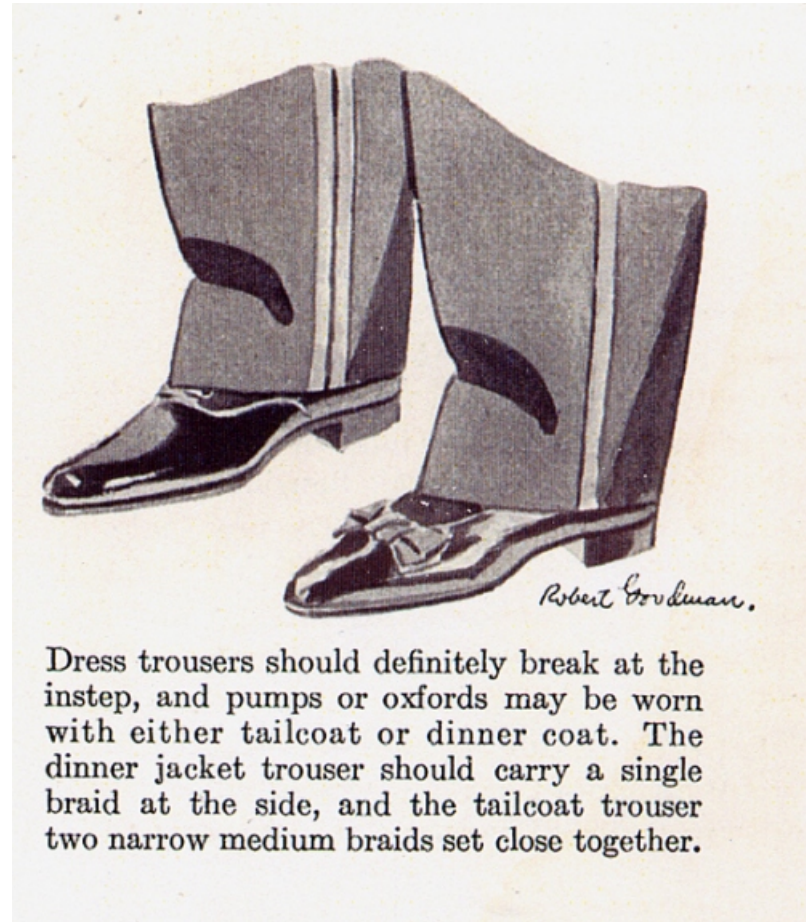 Robert Goodman.
Dress trousers should definitely break at the
instep, and pumps or oxfords may be worn
with either tailcoat or dinner coat. The
dinner jacket trouser should carry a single
braid at the side, and the tailcoat trouser
two narrow medium braids set close together.